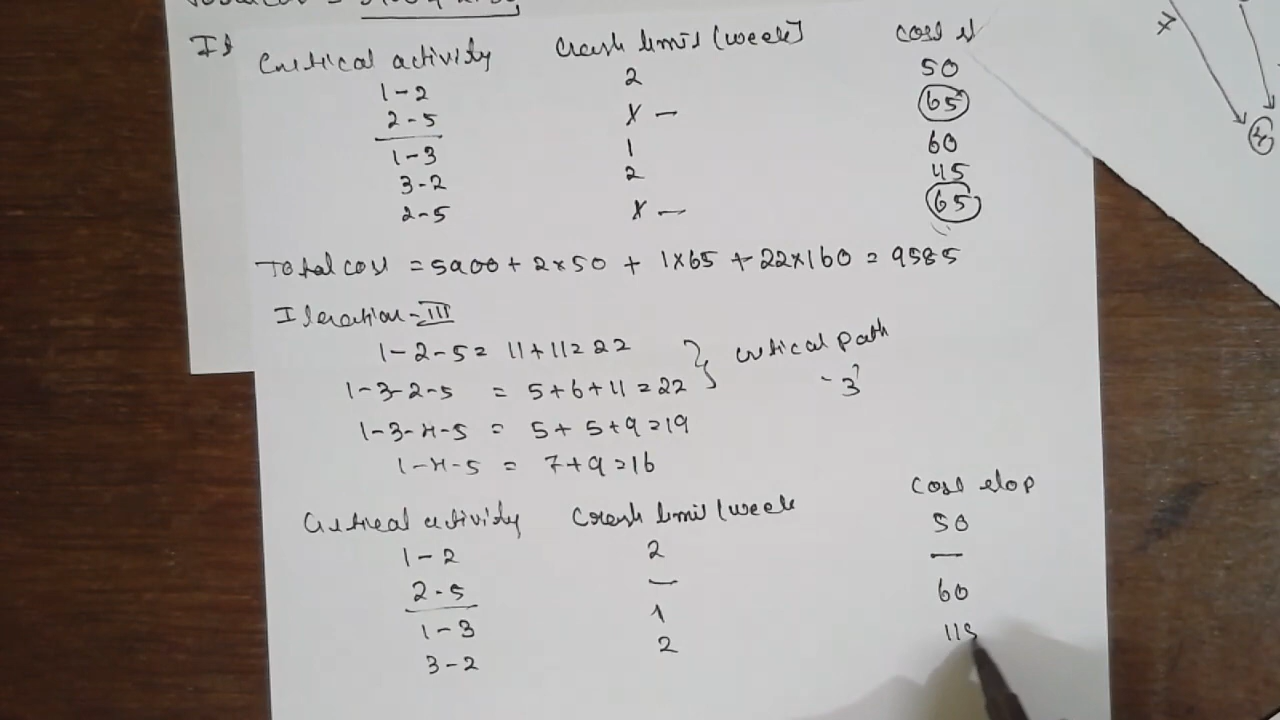 It Critical activity Crash limit (week) Cost sl
1-2 2 50
2-5 X — 65
1-3 1 60
3-2 2 45
2-5 X — 65
Total cost = 5900 + 2×50 + 1×65 + 22×160 = 9585
Iteration-III
1-2-5 = 11+11=22
1-3-2-5 = 5+6+11=22
critical path
-3
1-3-4-5 = 5+5+9=19
1-4-5 = 7+9=16
Critical activity Crash limit (week Cost slop
1-2 2 50
2-5 — —
1-3 1 60
3-2 2